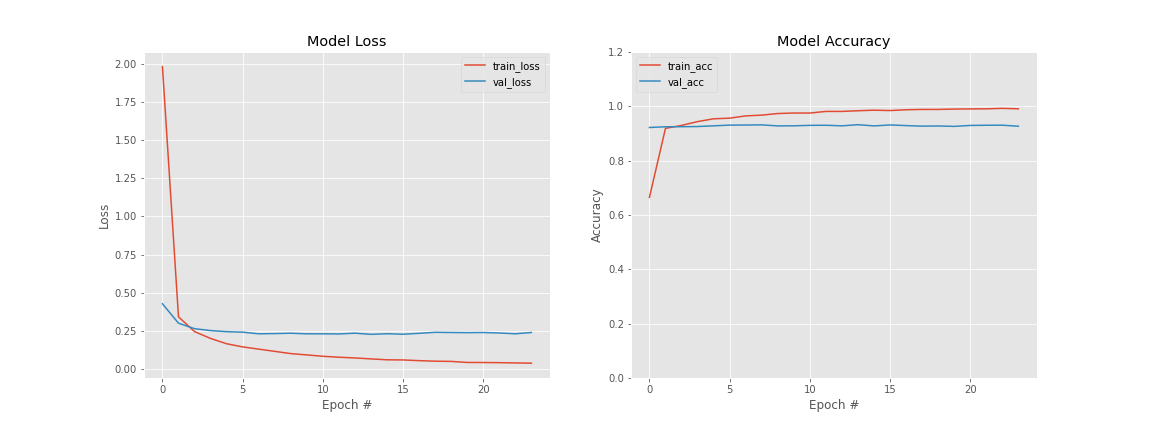 Model Loss
2.00
1.75
1.50
1.25
1.00
0.75
0.50
0.25
0.00
Loss
0 5 10 15 20
Epoch #
train_loss
val_loss
Model Accuracy
1.2
1.0
0.8
0.6
0.4
0.2
0.0
Accuracy
0 5 10 15 20
Epoch #
train_acc
val_acc